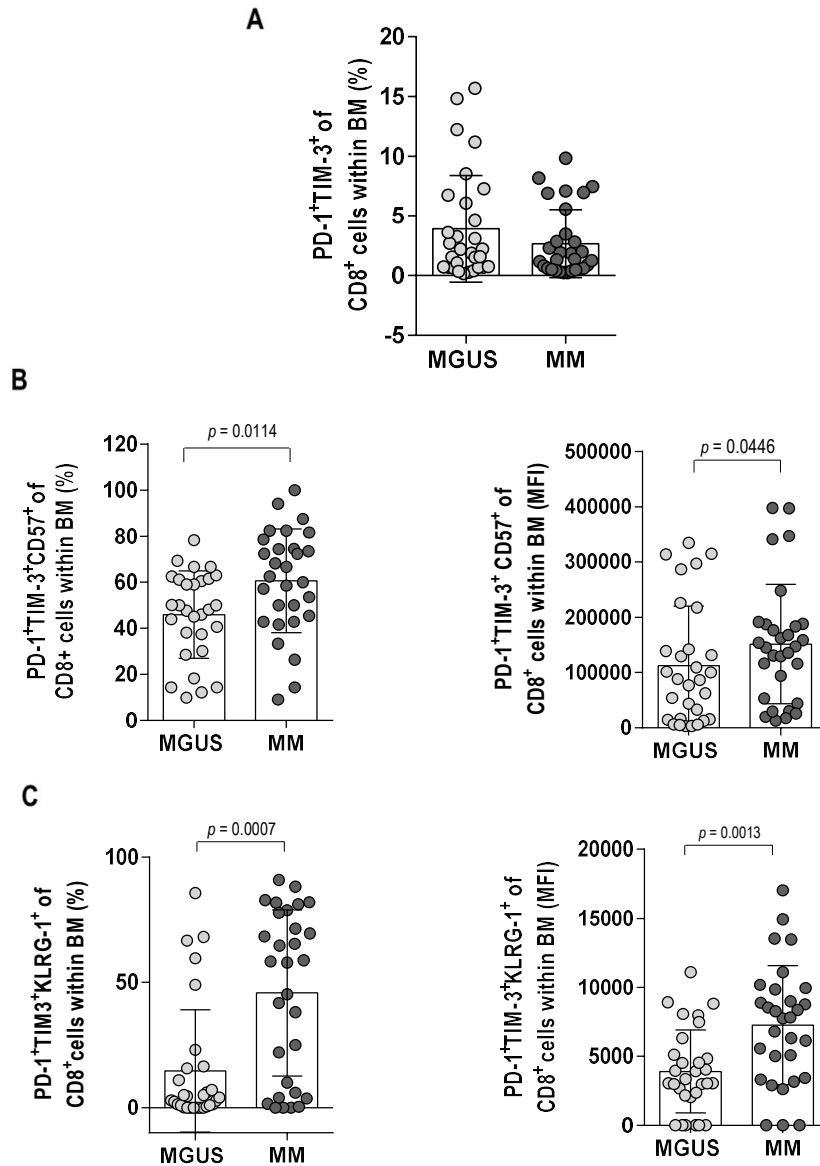 A
PD-1⁺TIM-3⁺ of
CD8⁺ cells within BM (%)
20
15
10
5
0
-5
MGUS
MM
B
PD-1⁺TIM-3⁺CD57⁺ of
CD8+ cells within BM (%)
120
100
80
60
40
20
0
p = 0.0114
MGUS
MM
PD-1⁺TIM-3⁺ CD57⁺ of
CD8⁺ cells within BM (MFI)
500000
400000
300000
200000
100000
0
p = 0.0446
MGUS
MM
C
PD-1⁺TIM3⁺KLRG-1⁺ of
CD8⁺cells within BM (%)
100
50
0
p = 0.0007
MGUS
MM
PD-1⁺TIM-3⁺KLRG-1⁺ of
CD8⁺ cells within BM (MFI)
20000
15000
10000
5000
0
p = 0.0013
MGUS
MM